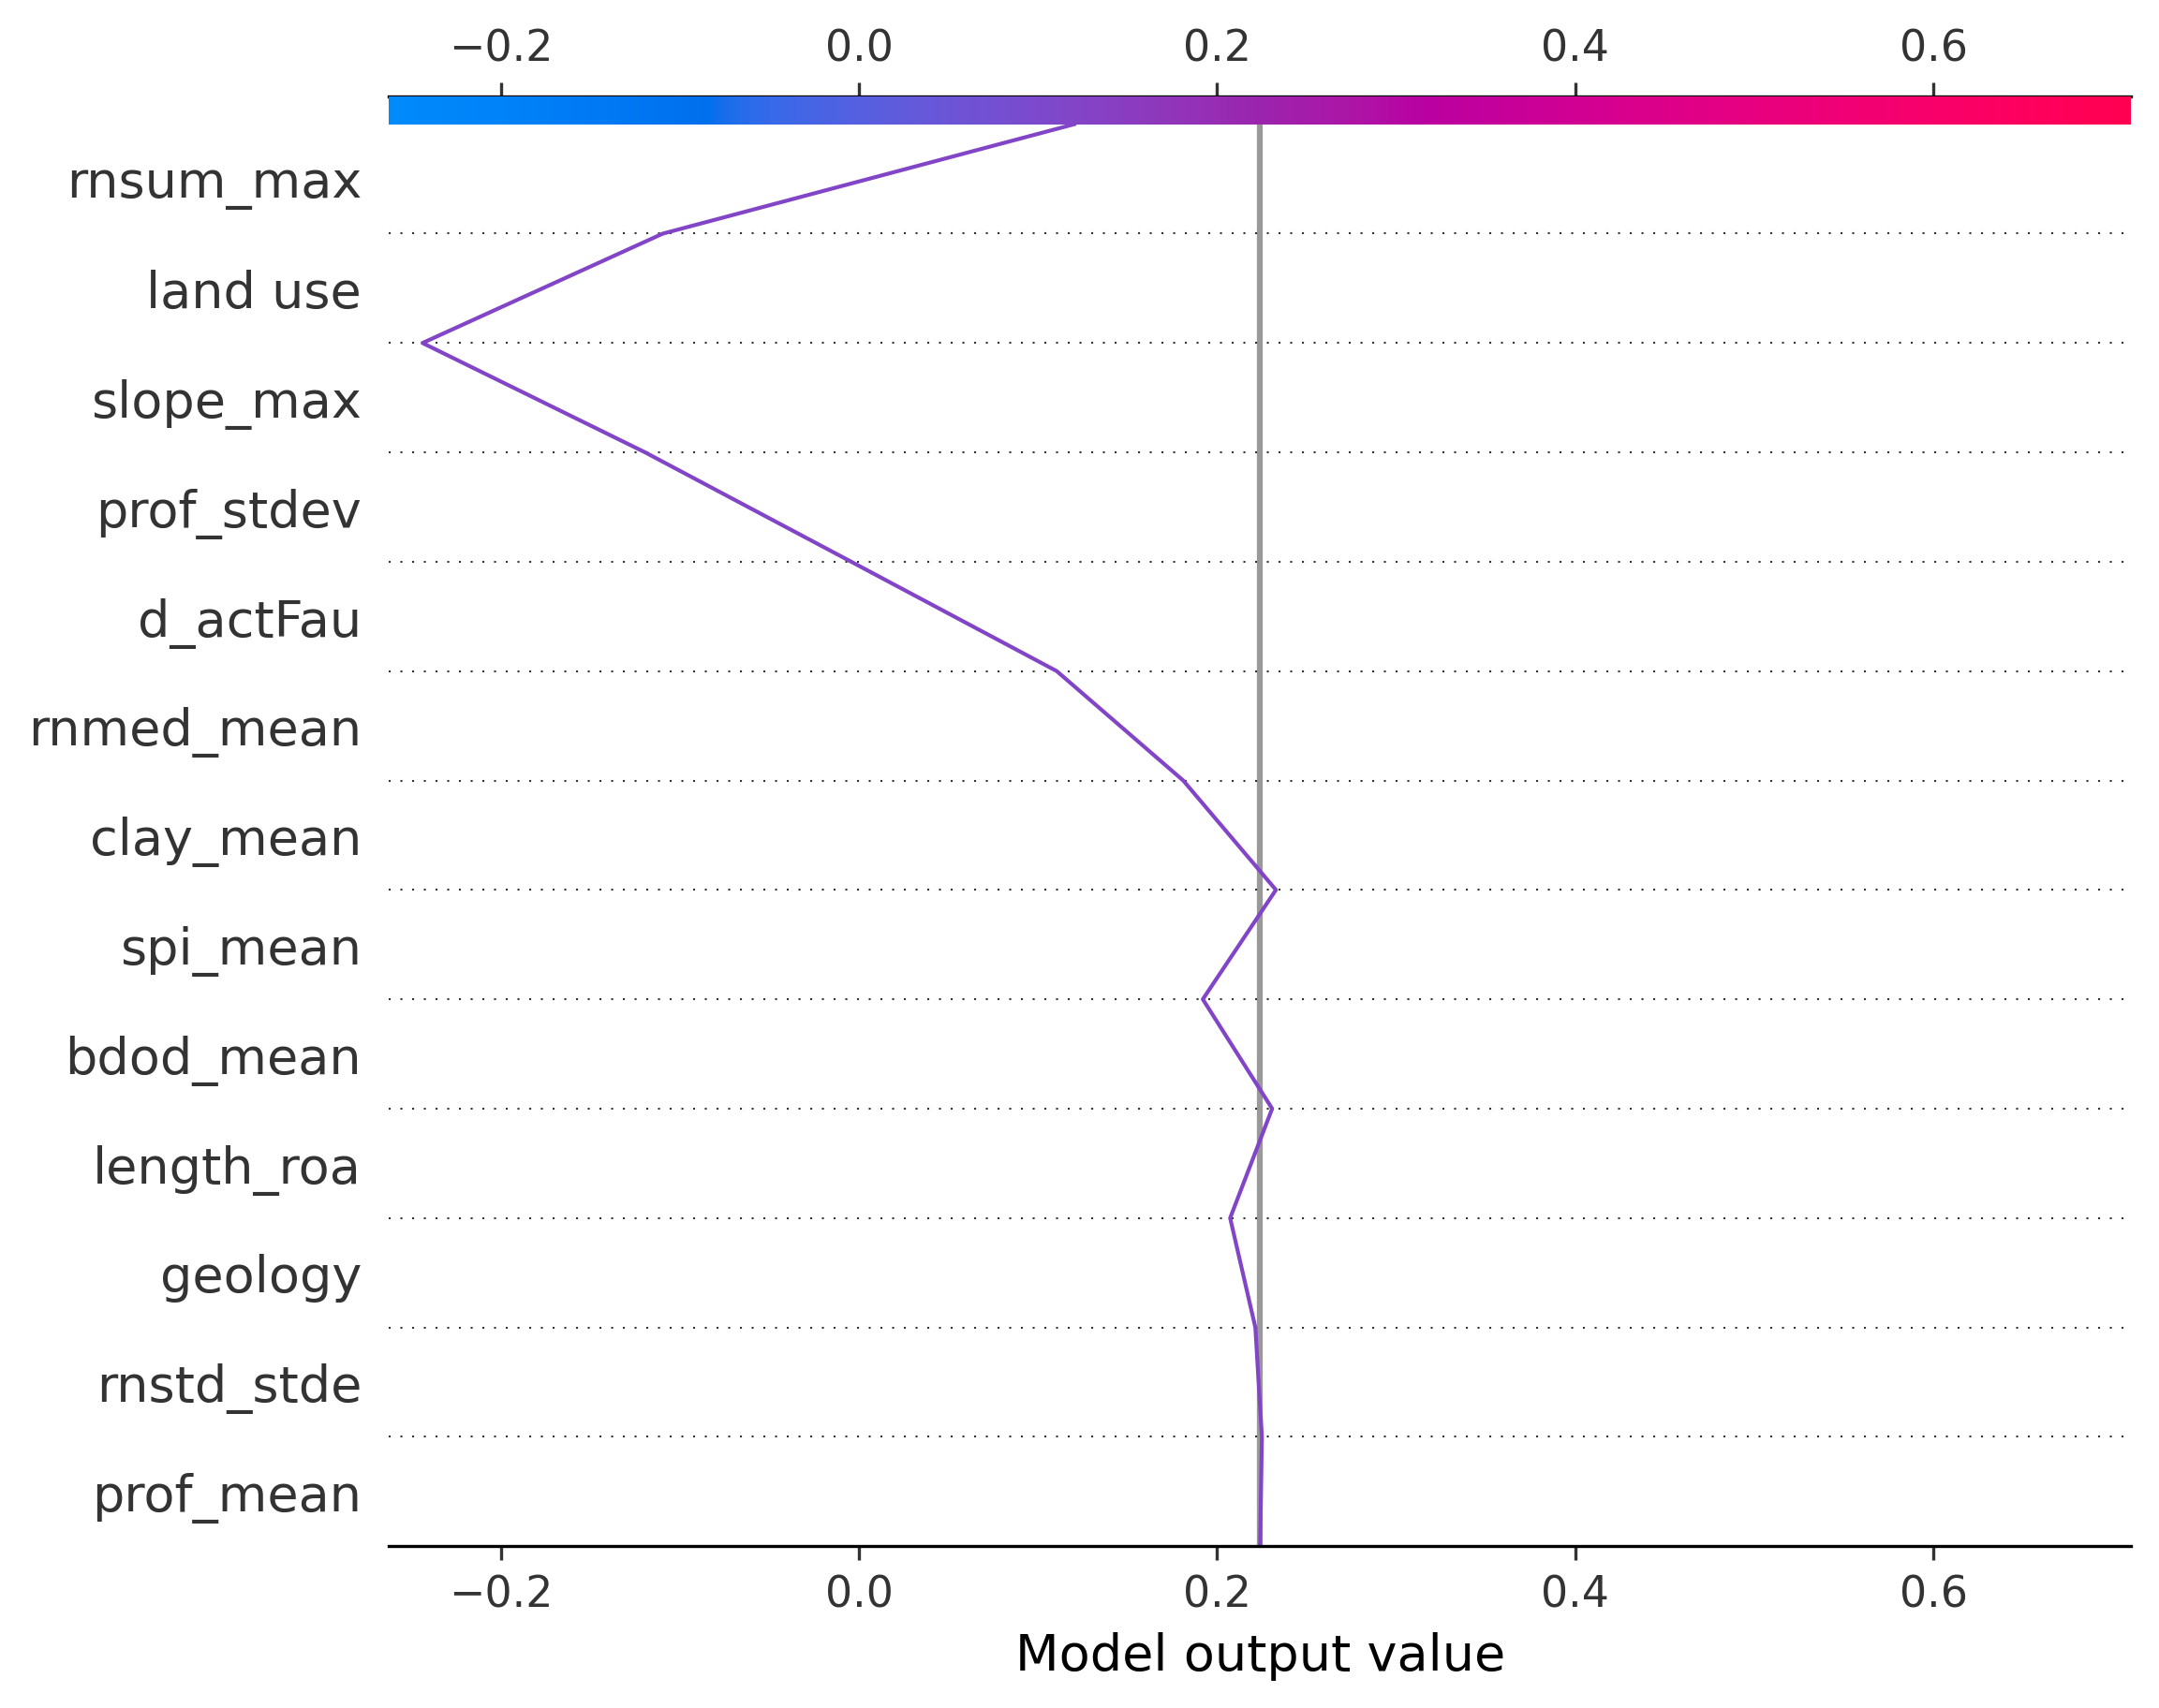 −0.2 0.0 0.2 0.4 0.6
rnsum_max
land use
slope_max
prof_stdev
d_actFau
rnmed_mean
clay_mean
spi_mean
bdod_mean
length_roa
geology
rnstd_stde
prof_mean
−0.2 0.0 0.2 0.4 0.6
Model output value